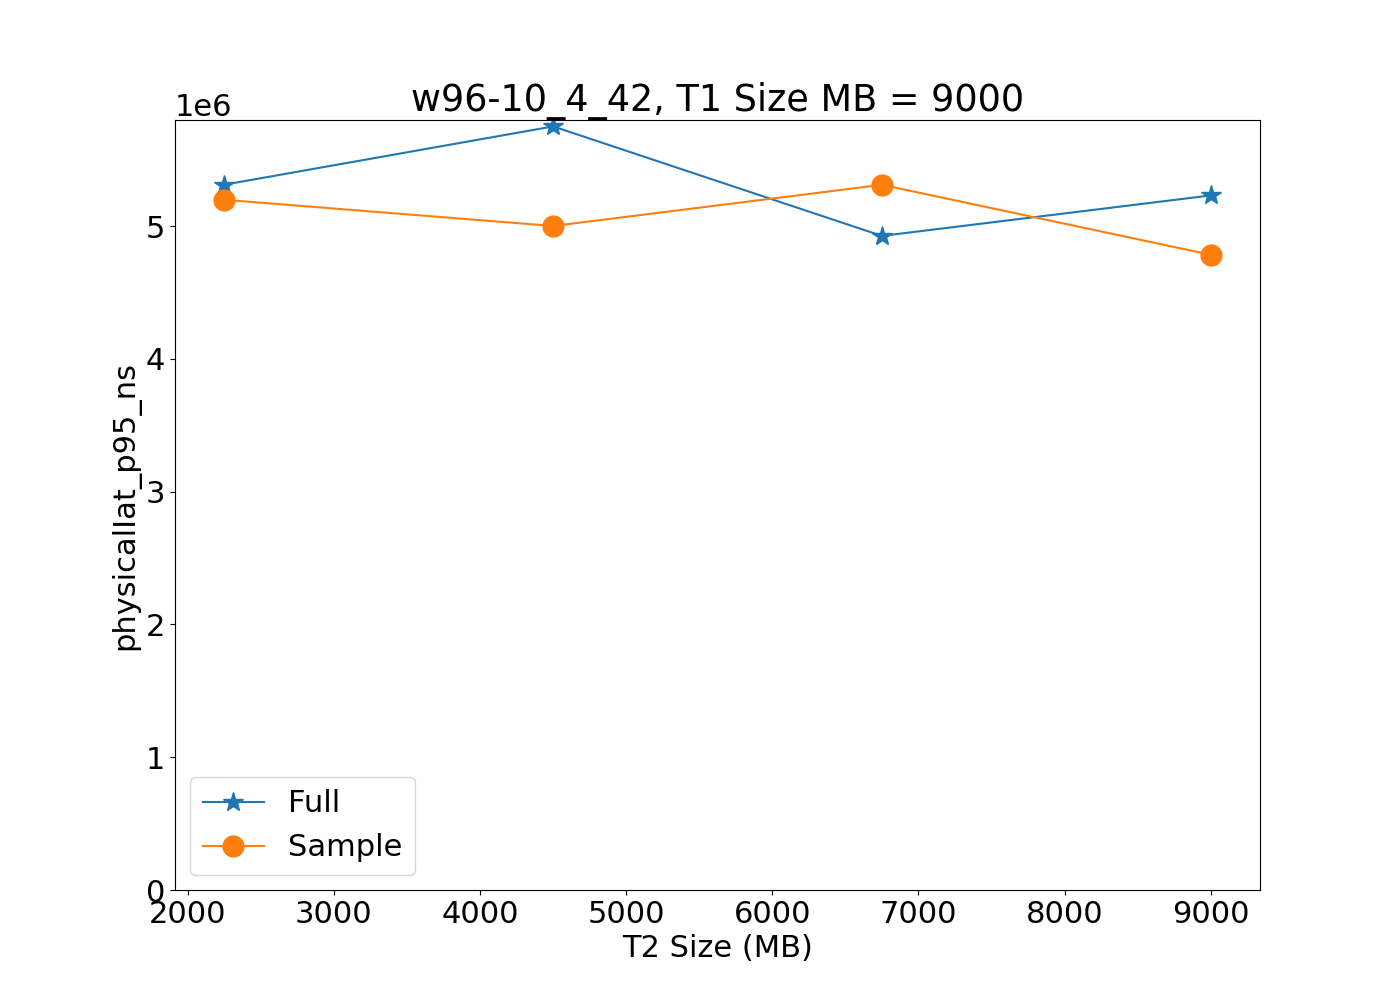 w96-10_4_42, T1 Size MB = 9000
1e6
5
4
3
2
1
0
physicallat_p95_ns
Full
Sample
2000 3000 4000 5000 6000 7000 8000 9000
T2 Size (MB)